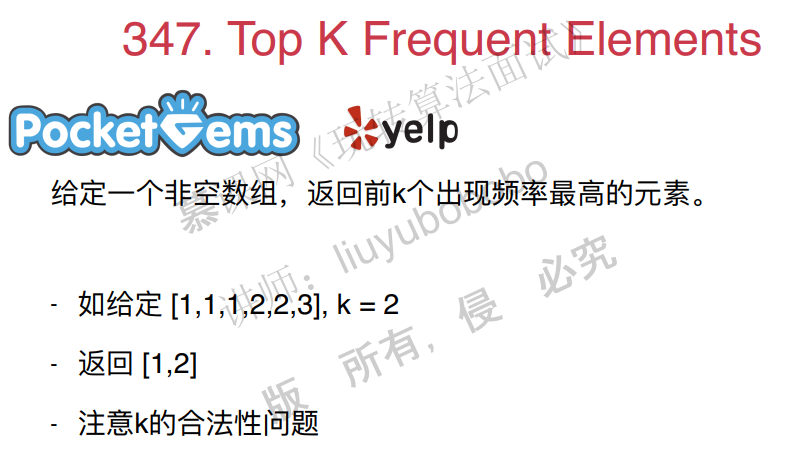 347. Top K Frequent Elements
PocketGems
yelp
给定一个非空数组，返回前k个出现频率最高的元素。
- 如给定 [1,1,1,2,2,3], k = 2
- 返回 [1,2]
- 注意k的合法性问题
慕课网《玩转算法面试》
讲师：liuyubobobo
版 所有，侵 必究